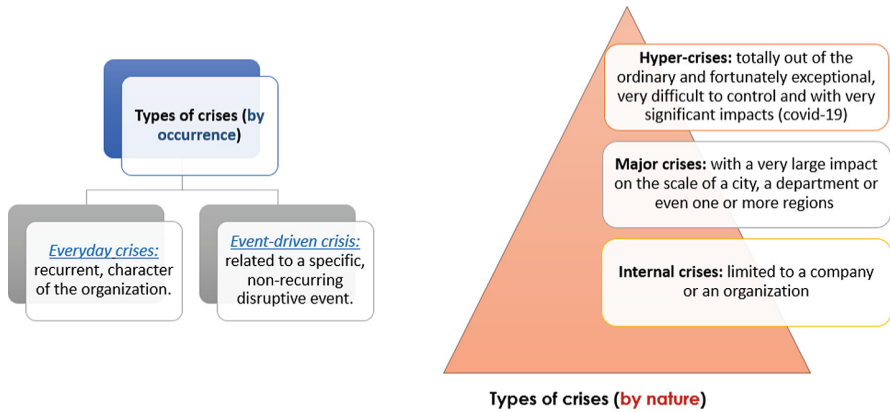 Types of crises (by
occurrence)
Everyday crises:
recurrent, character
of the organization.
Event-driven crisis:
related to a specific,
non-recurring
disruptive event.
Hyper-crises: totally out of the
ordinary and fortunately exceptional,
very difficult to control and with very
significant impacts (covid-19)
Major crises: with a very large impact
on the scale of a city, a department or
even one or more regions
Internal crises: limited to a company
or an organization
Types of crises (by nature)